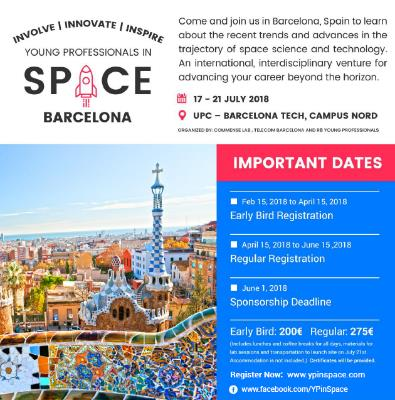 INVOLVE | INNOVATE | INSPIRE
YOUNG PROFESSIONALS IN
SPACE
BARCELONA
Come and join us in Barcelona, Spain to learn
about the recent trends and advances in the
trajectory of space science and technology.
An international, interdisciplinary venture for
advancing your career beyond the horizon.
17 - 21 JULY 2018
UPC – BARCELONA TECH, CAMPUS NORD
ORGANIZED BY: COMMENSE LAB., TELECOM BARCELONA AND R8 YOUNG PROFESSIONALS
IMPORTANT DATES
Feb 15, 2018 to April 15, 2018
Early Bird Registration
April 15, 2018 to June 15 ,2018
Regular Registration
June 1, 2018
Sponsorship Deadline
Early Bird: 200€ Regular: 275€
(Includes lunches and coffee breaks for all days, materials for
lab sessions and transportation to launch site on July 21st
Accommodation is not included.) Certificates will be provided.
Register Now: www.ypinspace.com
www.facebook.com/YPinSpace